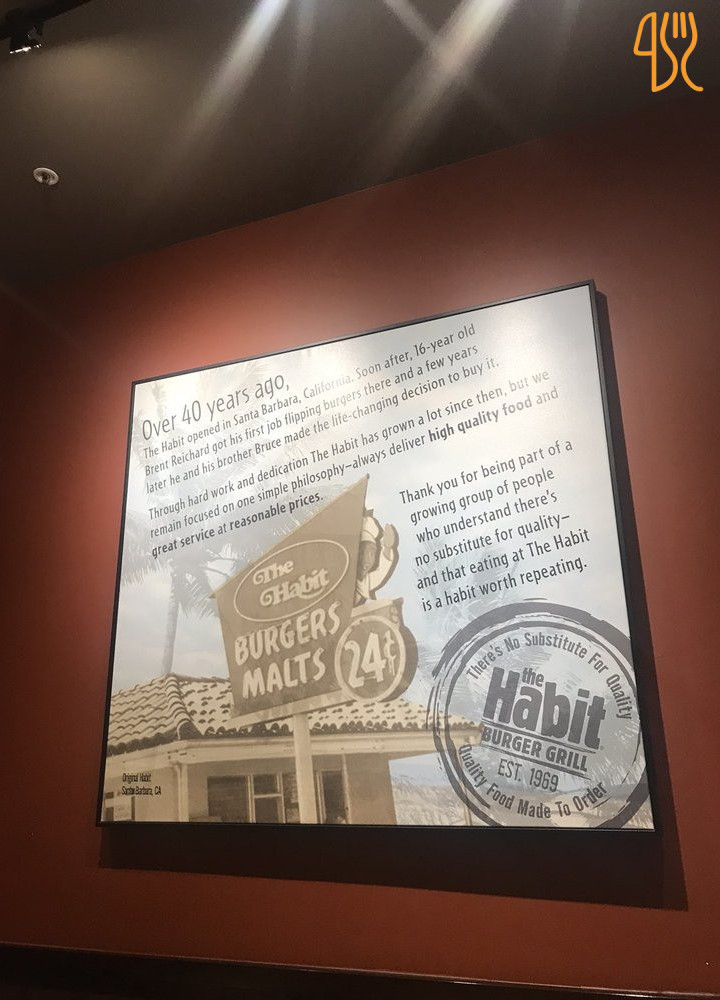 Over 40 years ago,
The Habit opened in Santa Barbara, California. Soon after, 16-year old
Brent Reichard got his first job flipping burgers there and a few years
later he and his brother Bruce made the life-changing decision to buy it.
Through hard work and dedication The Habit has grown a lot since then, but we
remain focused on one simple philosophy–always deliver high quality food and
great service at reasonable prices.
Thank you for being part of a
growing group of people
who understand there's
no substitute for quality–
and that eating at The Habit
is a habit worth repeating.
The
Habit
BURGERS
MALTS
24¢
There's No Substitute For Quality
the
Habit
BURGER GRILL
EST. 1969
Quality Food Made To Order
Original Habit
Santa Barbara, CA